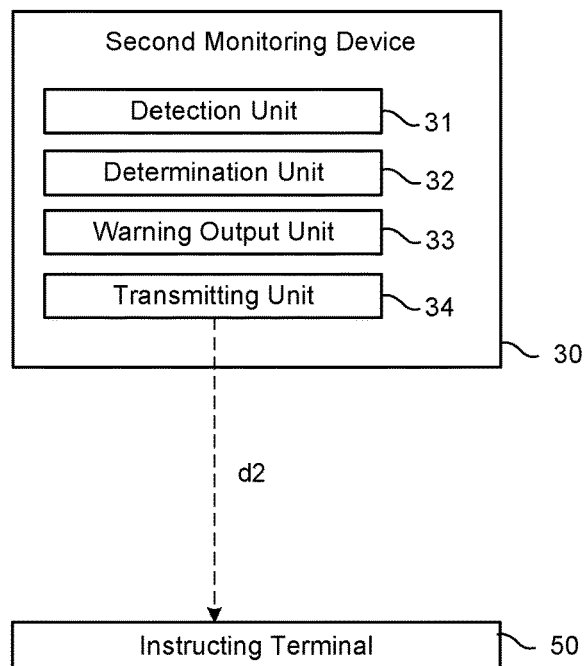 Second Monitoring Device
Detection Unit
31
Determination Unit
32
Warning Output Unit
33
Transmitting Unit
34
30
d2
Instructing Terminal
50